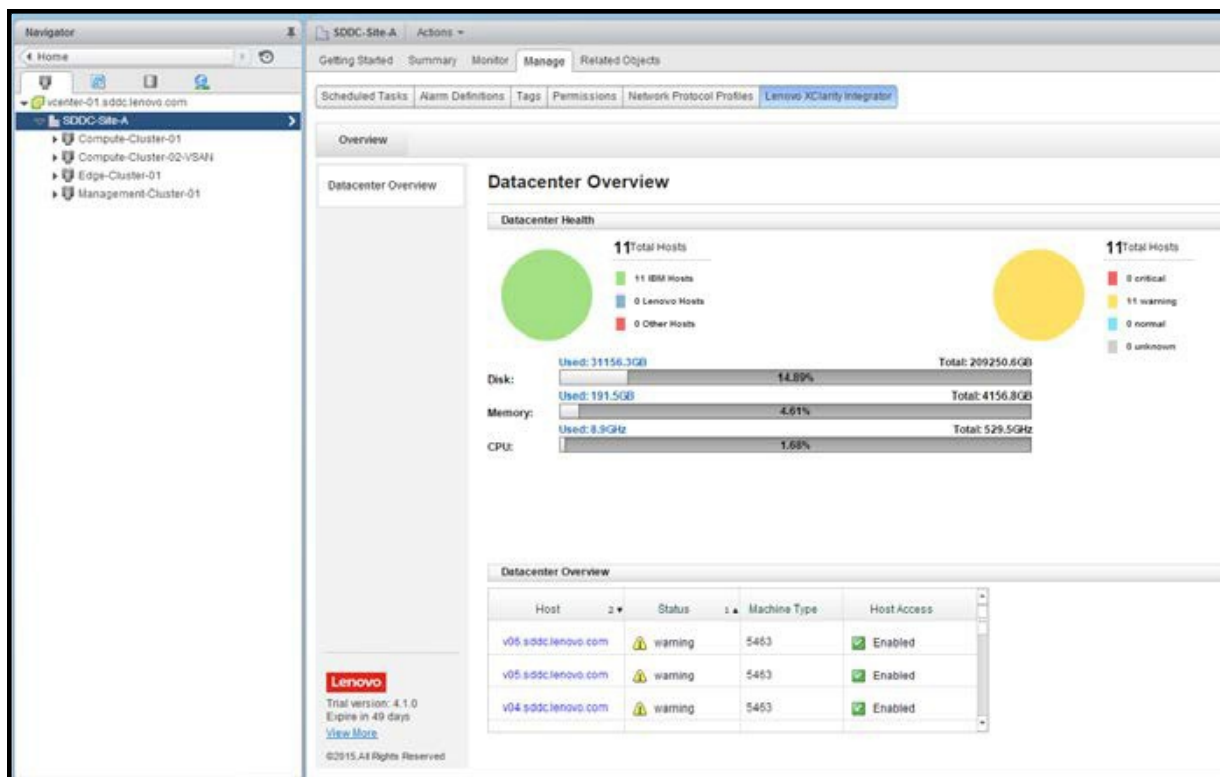 Navigator
Home
vcenter-01.sddc.lenovo.com
SDDC-Site-A
Compute-Cluster-01
Compute-Cluster-02-VSAN
Edge-Cluster-01
Management-Cluster-01
SDDC-Site-A Actions
Getting Started Summary Monitor Manage Related Objects
Scheduled Tasks Alarm Definitions Tags Permissions Network Protocol Profiles Lenovo XClarity Integrator
Overview
Datacenter Overview
Datacenter Overview
Datacenter Health
11 Total Hosts
11 IBM Hosts
0 Lenovo Hosts
0 Other Hosts
11 Total Hosts
0 critical
11 warning
0 normal
0 unknown
Used: 31156.3GB Total: 209250.6GB
Disk: 14.89%
Used: 191.5GB Total: 4156.8GB
Memory: 4.61%
Used: 8.9GHz Total: 529.5GHz
CPU: 1.68%
Datacenter Overview
Host 2 Status 1 Machine Type Host Access
v06.sddc.lenovo.com warning 5463 Enabled
v05.sddc.lenovo.com warning 5463 Enabled
v04.sddc.lenovo.com warning 5463 Enabled
Lenovo
Trial version: 4.1.0
Expire in 49 days
View More
©2015.All Rights Reserved